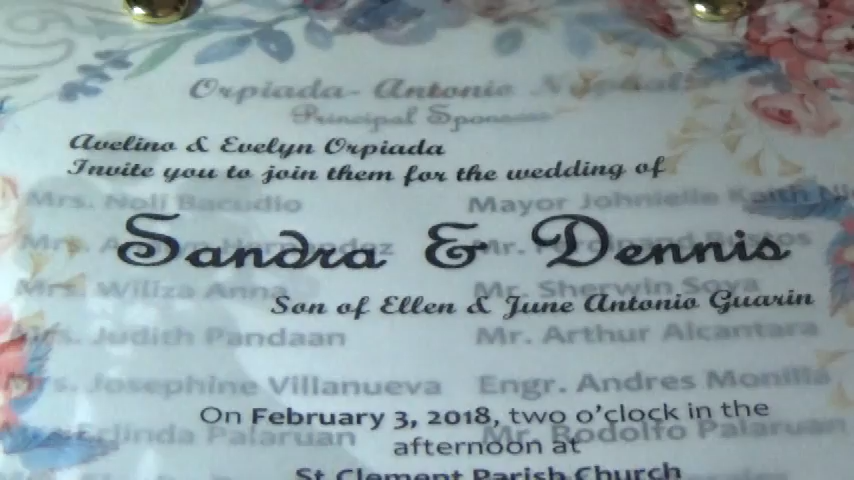 Orpiada- Antonio
Principal Sponsors
Avelino & Evelyn Orpiada
Invite you to join them for the wedding of
Mrs. Noli Bacudio Mayor Johnielle Keith
Sandra & Dennis
Mrs. Mr.
Mrs. Wiliza Anna Mr. Sherwin Soya
Son of Ellen & June Antonio Guarin
Mrs. Judith Pandaan Mr. Arthur Alcantara
Mrs. Josephine Villanueva Engr. Andres Monilla
On February 3, 2018, two o'clock in the
Erlinda Palaruan Mr. Rodolfo Palaruan
afternoon at
St Clement Parish Church